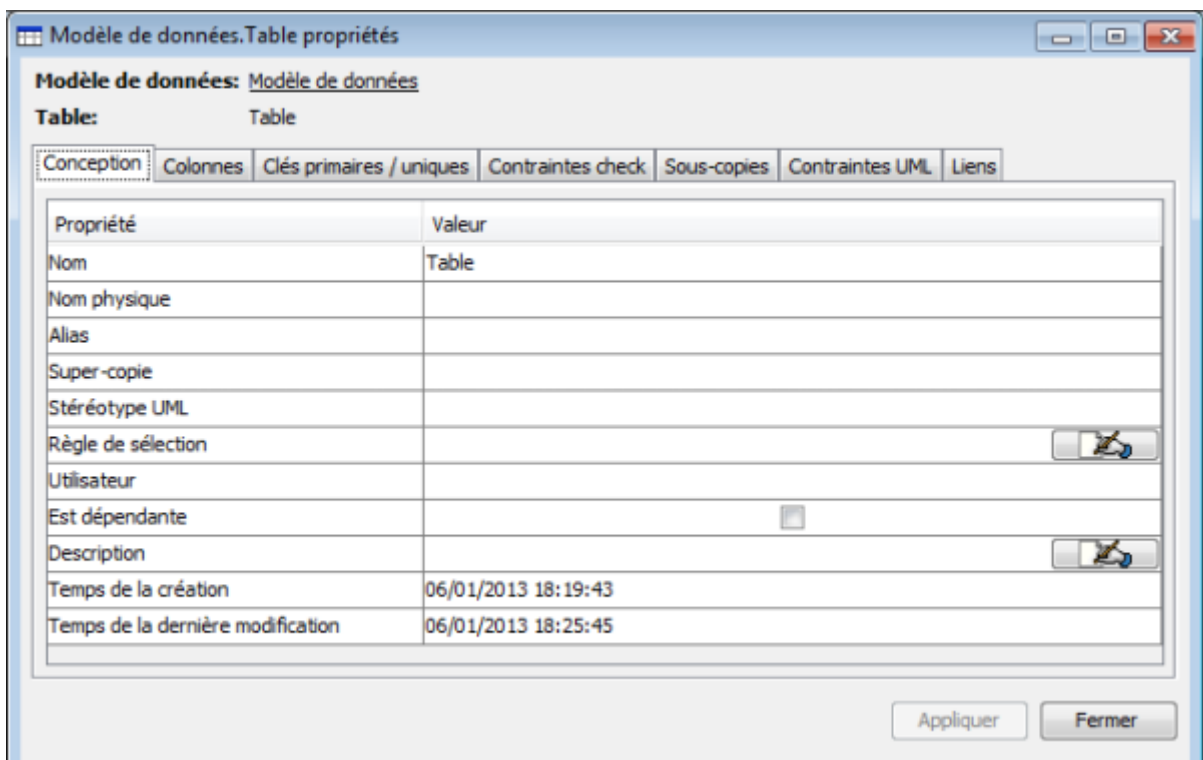 Modèle de données.Table propriétés
Modèle de données: Modèle de données
Table: Table
Conception Colonnes Clés primaires / uniques Contraintes check Sous-copies Contraintes UML Liens
Propriété Valeur
Nom Table
Nom physique
Alias
Super-copie
Stéréotype UML
Règle de sélection
Utilisateur
Est dépendante
Description
Temps de la création 06/01/2013 18:19:43
Temps de la dernière modification 06/01/2013 18:25:45
Appliquer Fermer